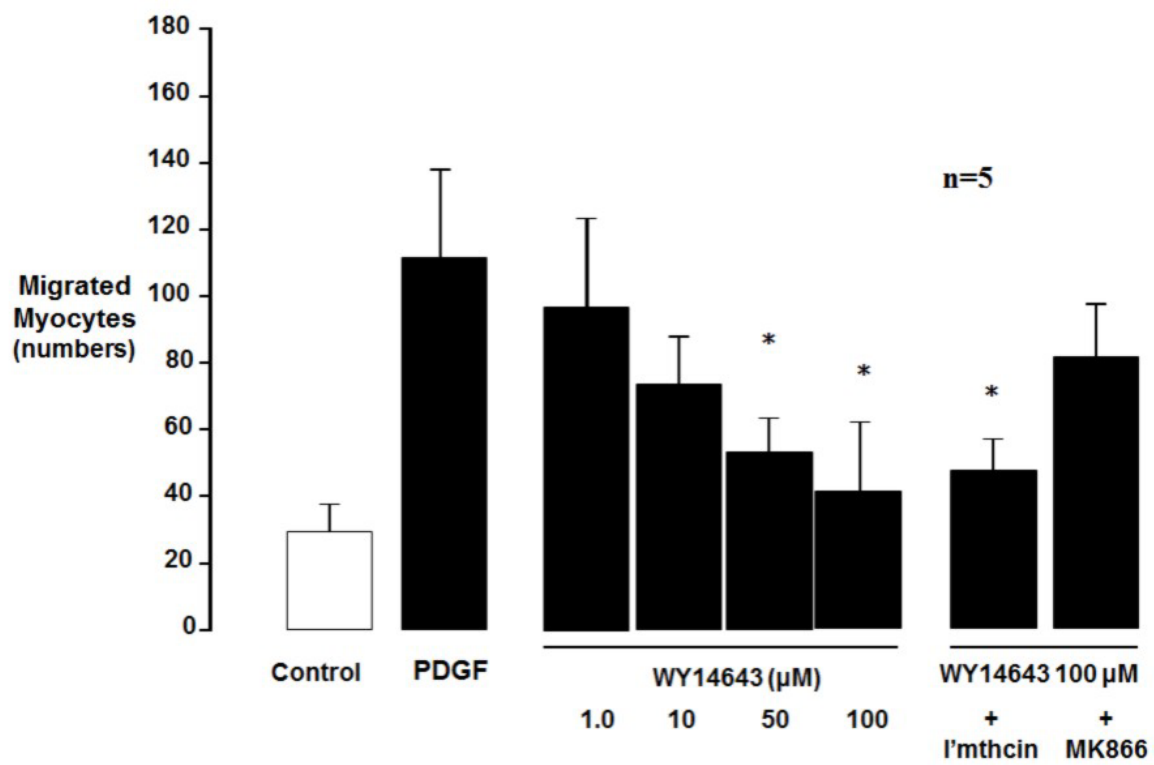 180
160
140
n=5
120
Migrated
Myocytes
(numbers)
100
80
*
*
*
60
40
20
0
Control
PDGF
WY14643 (µM)
WY14643 100 µM
1.0
10
50
100
+
+
I'mthcin
MK866